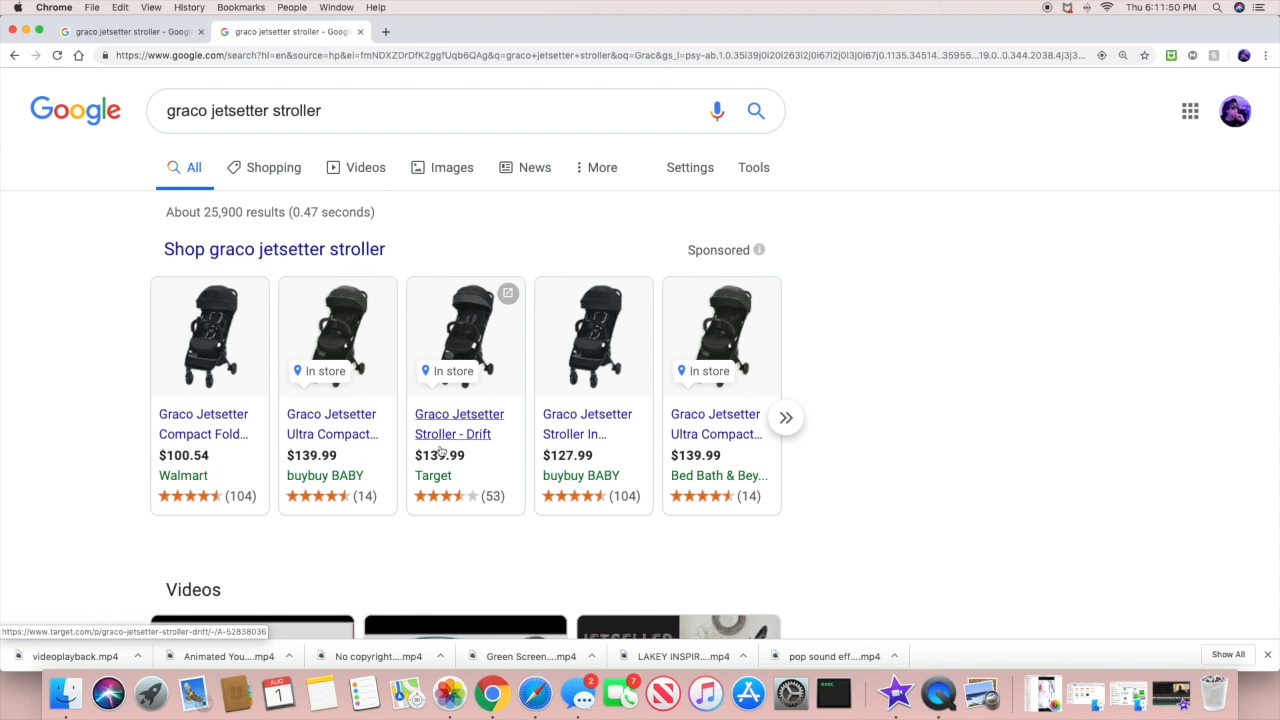 Chrome File Edit View History Bookmarks People Window Help Thu 6:11:50 PM
graco jetsetter stroller - Google graco jetsetter stroller - Googl
https://www.google.com/search?hl=en&source=hp&ei=fmNDXZDrDfK2ggfUqb6QAg&q=graco+jetsetter+stroller&oq=Grac&gs_l=psy-ab.1.0.35i39j0i20i263l2j0i67l2j0l3j0i67j0l.1135.34514..35955...19.0..0.344.2038.4j3j3...
Google graco jetsetter stroller
All Shopping Videos Images News More Settings Tools
About 25,900 results (0.47 seconds)
Shop graco jetsetter stroller Sponsored
In store In store In store
Graco Jetsetter Graco Jetsetter Graco Jetsetter Graco Jetsetter Graco Jetsetter
Compact Fold... Ultra Compact... Stroller - Drift Stroller In... Ultra Compact...
$100.54 $139.99 $139.99 $127.99 $139.99
Walmart buybuy BABY Target buybuy BABY Bed Bath & Bey...
(104) (14) (53) (104) (14)
Videos
JETSETTER
https://www.target.com/p/graco-jetsetter-stroller-drift/-/A-52838036
videoplayback.mp4 Animated You....mp4 No copyright....mp4 Green Screen....mp4 LAKEY INSPIR....mp4 pop sound eff....mp4 Show All
AUG
1
2
7